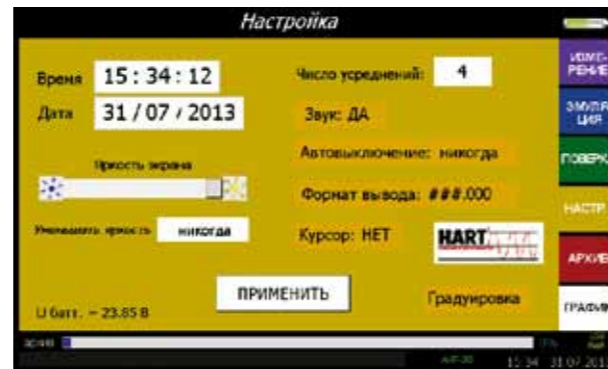 Настройка
Время 15 : 34 : 12
Дата 31 / 07 / 2013
Яркость экрана
Уменьшить яркость никогда
U батт. = 23.85 В
Число усреднений: 4
Звук: ДА
Автовыключение: никогда
Формат вывода: ###.000
Курсор: НЕТ
HART
ПРИМЕНИТЬ
Градуировка
ИЗМЕ-
РЕНИЕ
ЭМУЛЯ
ЦИЯ
ПОВЕРК
НАСТР.
АРХИВ
ГРАФИК
15:34 31.07.201